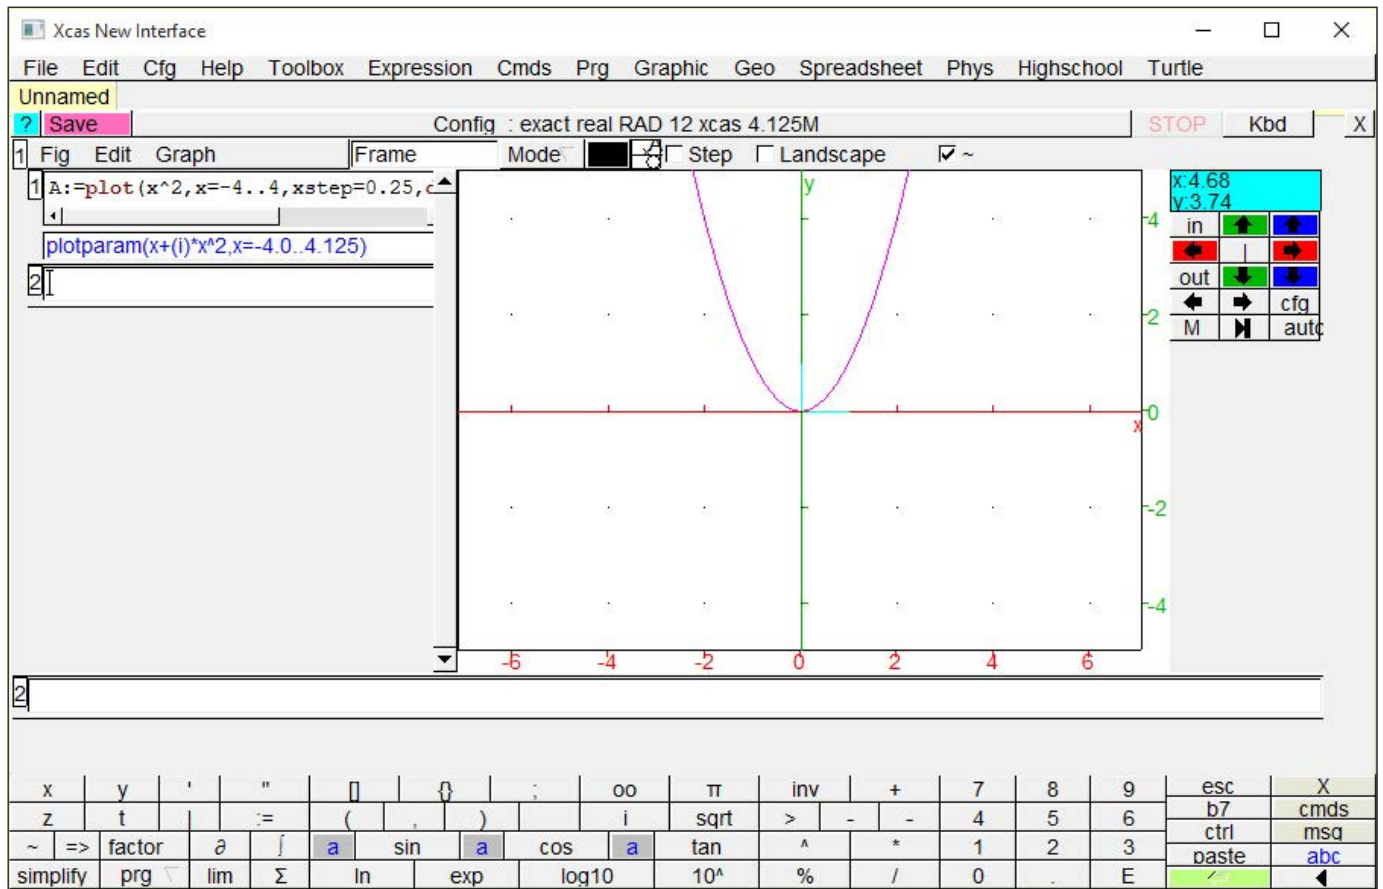 Xcas New Interface
File Edit Cfg Help Toolbox Expression Cmds Prg Graphic Geo Spreadsheet Phys Highschool Turtle
Unnamed
? Save Config : exact real RAD 12 xcas 4.125M STOP Kbd X
1 Fig Edit Graph Frame Mode Step Landscape ~
1 A:=plot(x^2,x=-4..4,xstep=0.25,c
plotparam(x+(i)*x^2,x=-4.0..4.125)
2
y
4
2
0
x
-2
-4
-6 -4 -2 0 2 4 6
x:4.68
y:3.74
in
out
cfg
M auto
2
x y ' " [] {} ; oo π inv + 7 8 9 esc X
z t | := ( , ) i sqrt > - - 4 5 6 b7 cmds
~ => factor ∂ ∫ a sin a cos a tan ^ * 1 2 3 ctrl msg
simplify prg lim Σ ln exp log10 10^ % / 0 . E paste abc